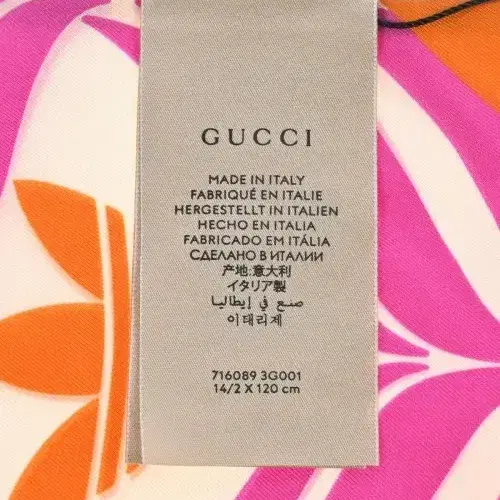 GUCCI
MADE IN ITALY
FABRIQUÉ EN ITALIE
HERGESTELLT IN ITALIEN
HECHO EN ITALIA
FABRICADO EM ITÁLIA
СДЕЛАНО В ИТАЛИИ
产地:意大利
イタリア製
صنع في إيطاليا
이태리제
716089 3G001
14/2 X 120 cm